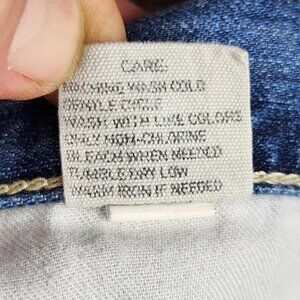 CARE
MACHINE WASH COLD
GENTLE CYCLE
WASH WITH LIKE COLORS
ONLY NON-CHLORINE
BLEACH WHEN NEEDED
TUMBLE DRY LOW
WARM IRON IF NEEDED